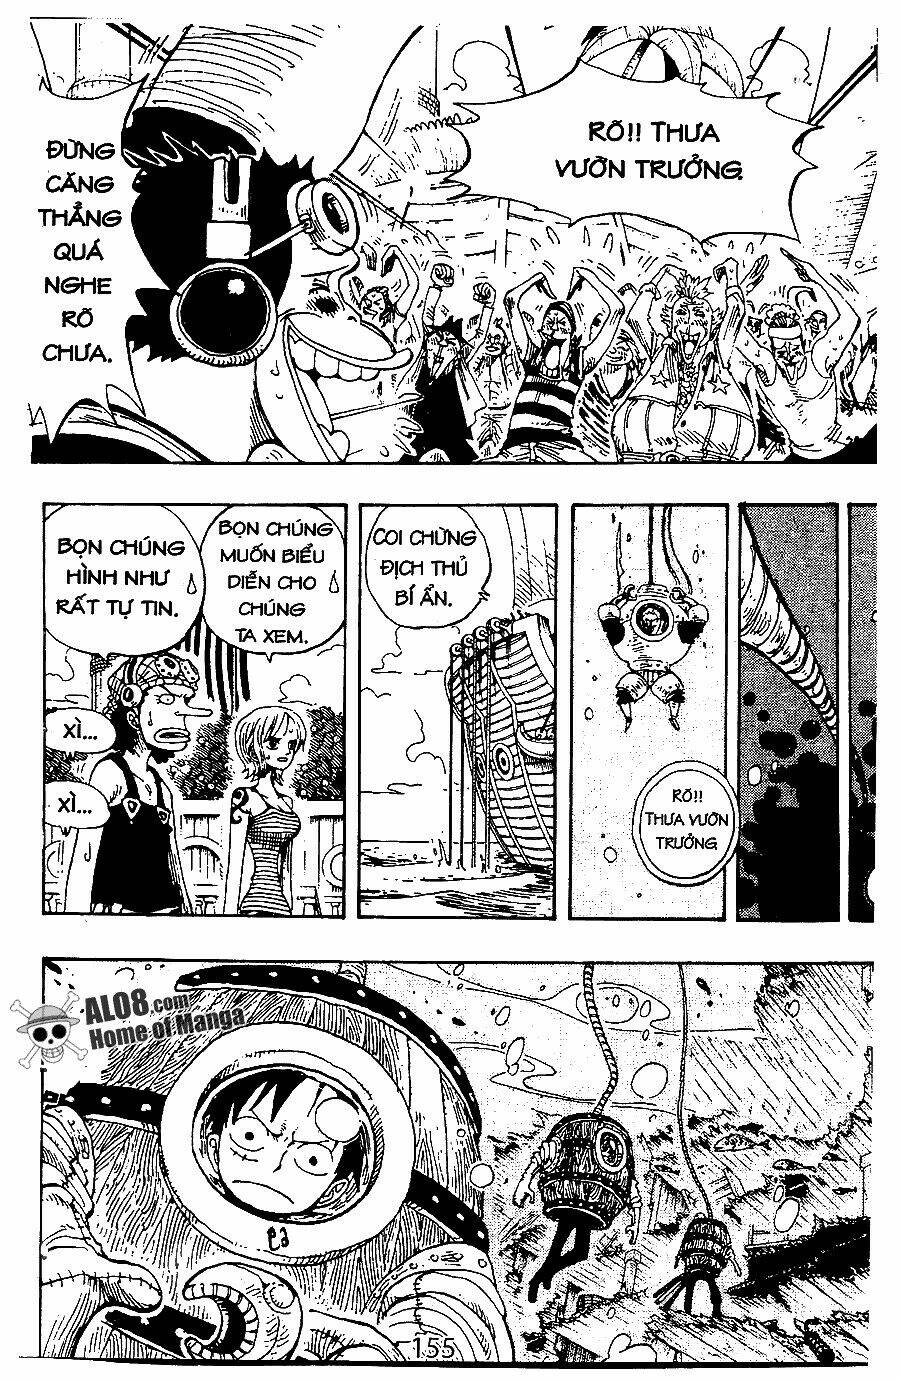 RÕ!! THƯA
VƯỜN TRƯỞNG.
ĐỪNG
CĂNG
THẲNG
QUÁ
NGHE
RÕ
CHƯA.
BỌN CHÚNG
HÌNH NHƯ
RẤT TỰ TIN.
BỌN CHÚNG
MUỐN BIỂU
DIỄN CHO
CHÚNG
TA XEM.
XÌ...
XÌ...
COI CHỪNG
ĐỊCH THỦ
BÍ ẨN.
RÕ!!
THƯA VƯỜN
TRƯỞNG
ALO8.com
Home of Manga
155